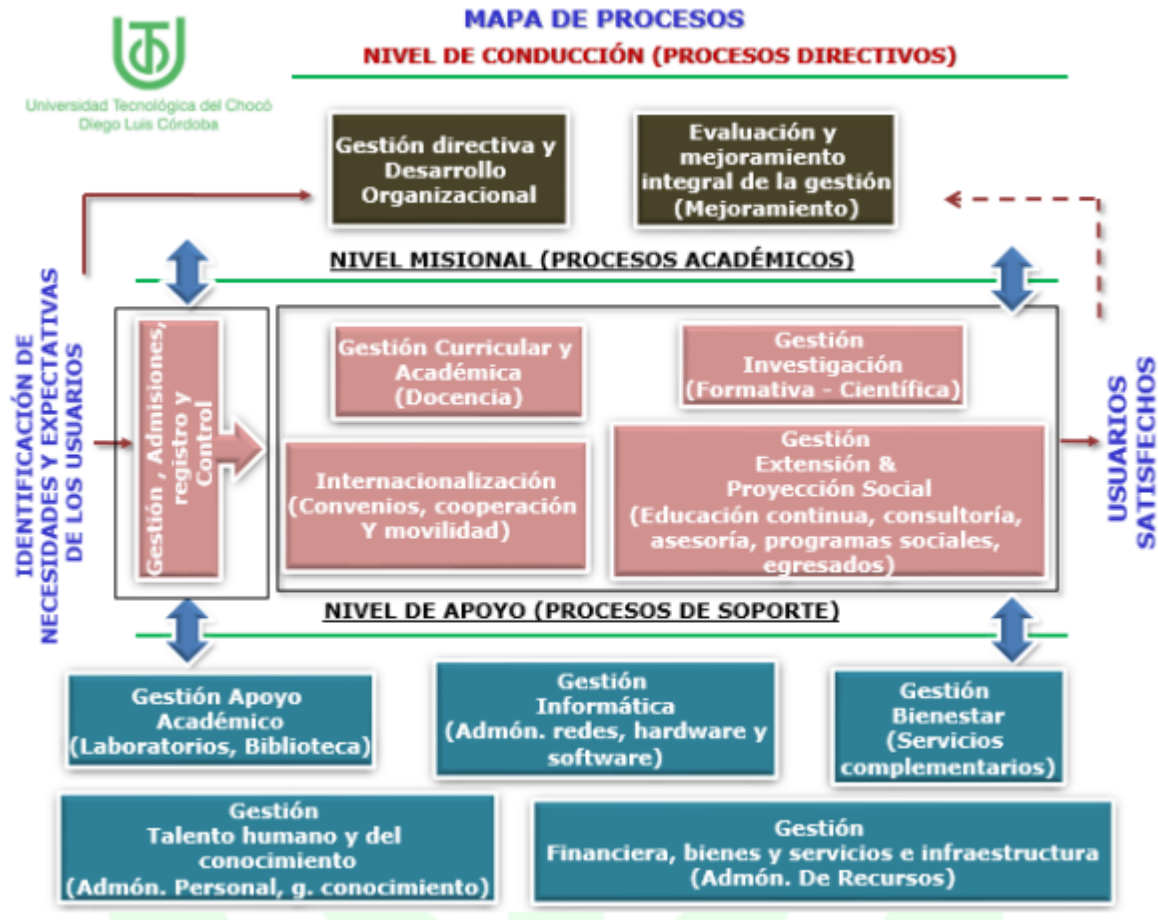 MAPA DE PROCESOS
NIVEL DE CONDUCCIÓN (PROCESOS DIRECTIVOS)
Universidad Tecnológica del Chocó
Diego Luis Córdoba
Gestión directiva y
Desarrollo
Organizacional
Evaluación y
mejoramiento
integral de la gestión
(Mejoramiento)
NIVEL MISIONAL (PROCESOS ACADÉMICOS)
IDENTIFICACIÓN DE
NECESIDADES Y EXPECTATIVAS
DE LOS USUARIOS
Gestión , Admisiones,
registro y
Control
Gestión Curricular y
Académica
(Docencia)
Gestión
Investigación
(Formativa - Científica)
Internacionalización
(Convenios, cooperación
Y movilidad)
Gestión
Extensión &
Proyección Social
(Educación continua, consultoría,
asesoría, programas sociales,
egresados)
USUARIOS
SATISFECHOS
NIVEL DE APOYO (PROCESOS DE SOPORTE)
Gestión Apoyo
Académico
(Laboratorios, Biblioteca)
Gestión
Informática
(Admón. redes, hardware y
software)
Gestión
Bienestar
(Servicios
complementarios)
Gestión
Talento humano y del
conocimiento
(Admón. Personal, g. conocimiento)
Gestión
Financiera, bienes y servicios e infraestructura
(Admón. De Recursos)